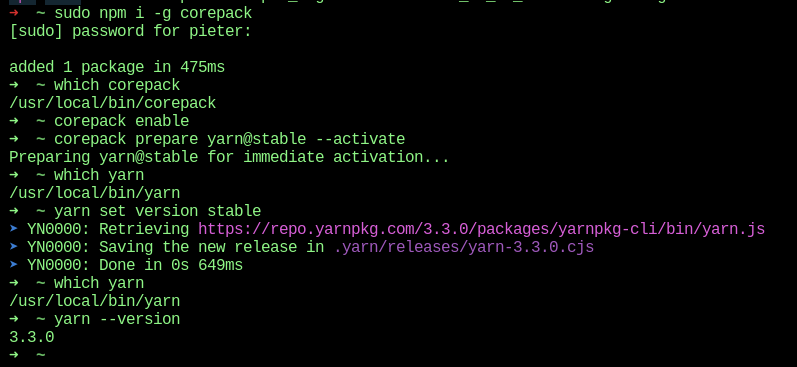 ➜ ~ sudo npm i -g corepack
[sudo] password for pieter:
added 1 package in 475ms
➜ ~ which corepack
/usr/local/bin/corepack
➜ ~ corepack enable
➜ ~ corepack prepare yarn@stable --activate
Preparing yarn@stable for immediate activation...
➜ ~ which yarn
/usr/local/bin/yarn
➜ ~ yarn set version stable
➤ YN0000: Retrieving https://repo.yarnpkg.com/3.3.0/packages/yarnpkg-cli/bin/yarn.js
➤ YN0000: Saving the new release in .yarn/releases/yarn-3.3.0.cjs
➤ YN0000: Done in 0s 649ms
➜ ~ which yarn
/usr/local/bin/yarn
➜ ~ yarn --version
3.3.0
➜ ~